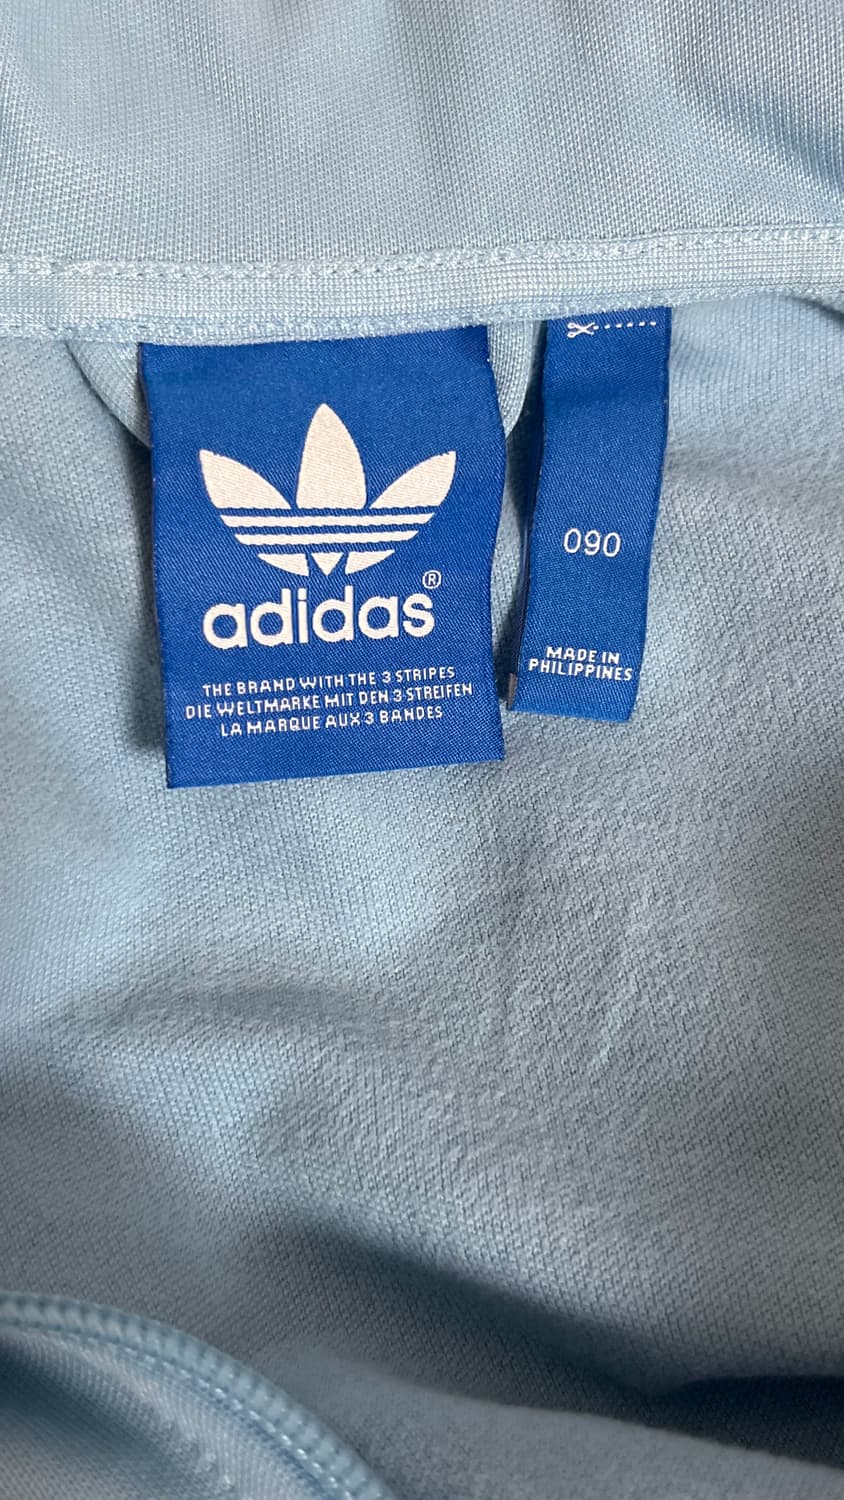 adidas®
THE BRAND WITH THE 3 STRIPES
DIE WELTMARKE MIT DEN 3 STREIFEN
LA MARQUE AUX 3 BANDES
090
MADE IN
PHILIPPINES